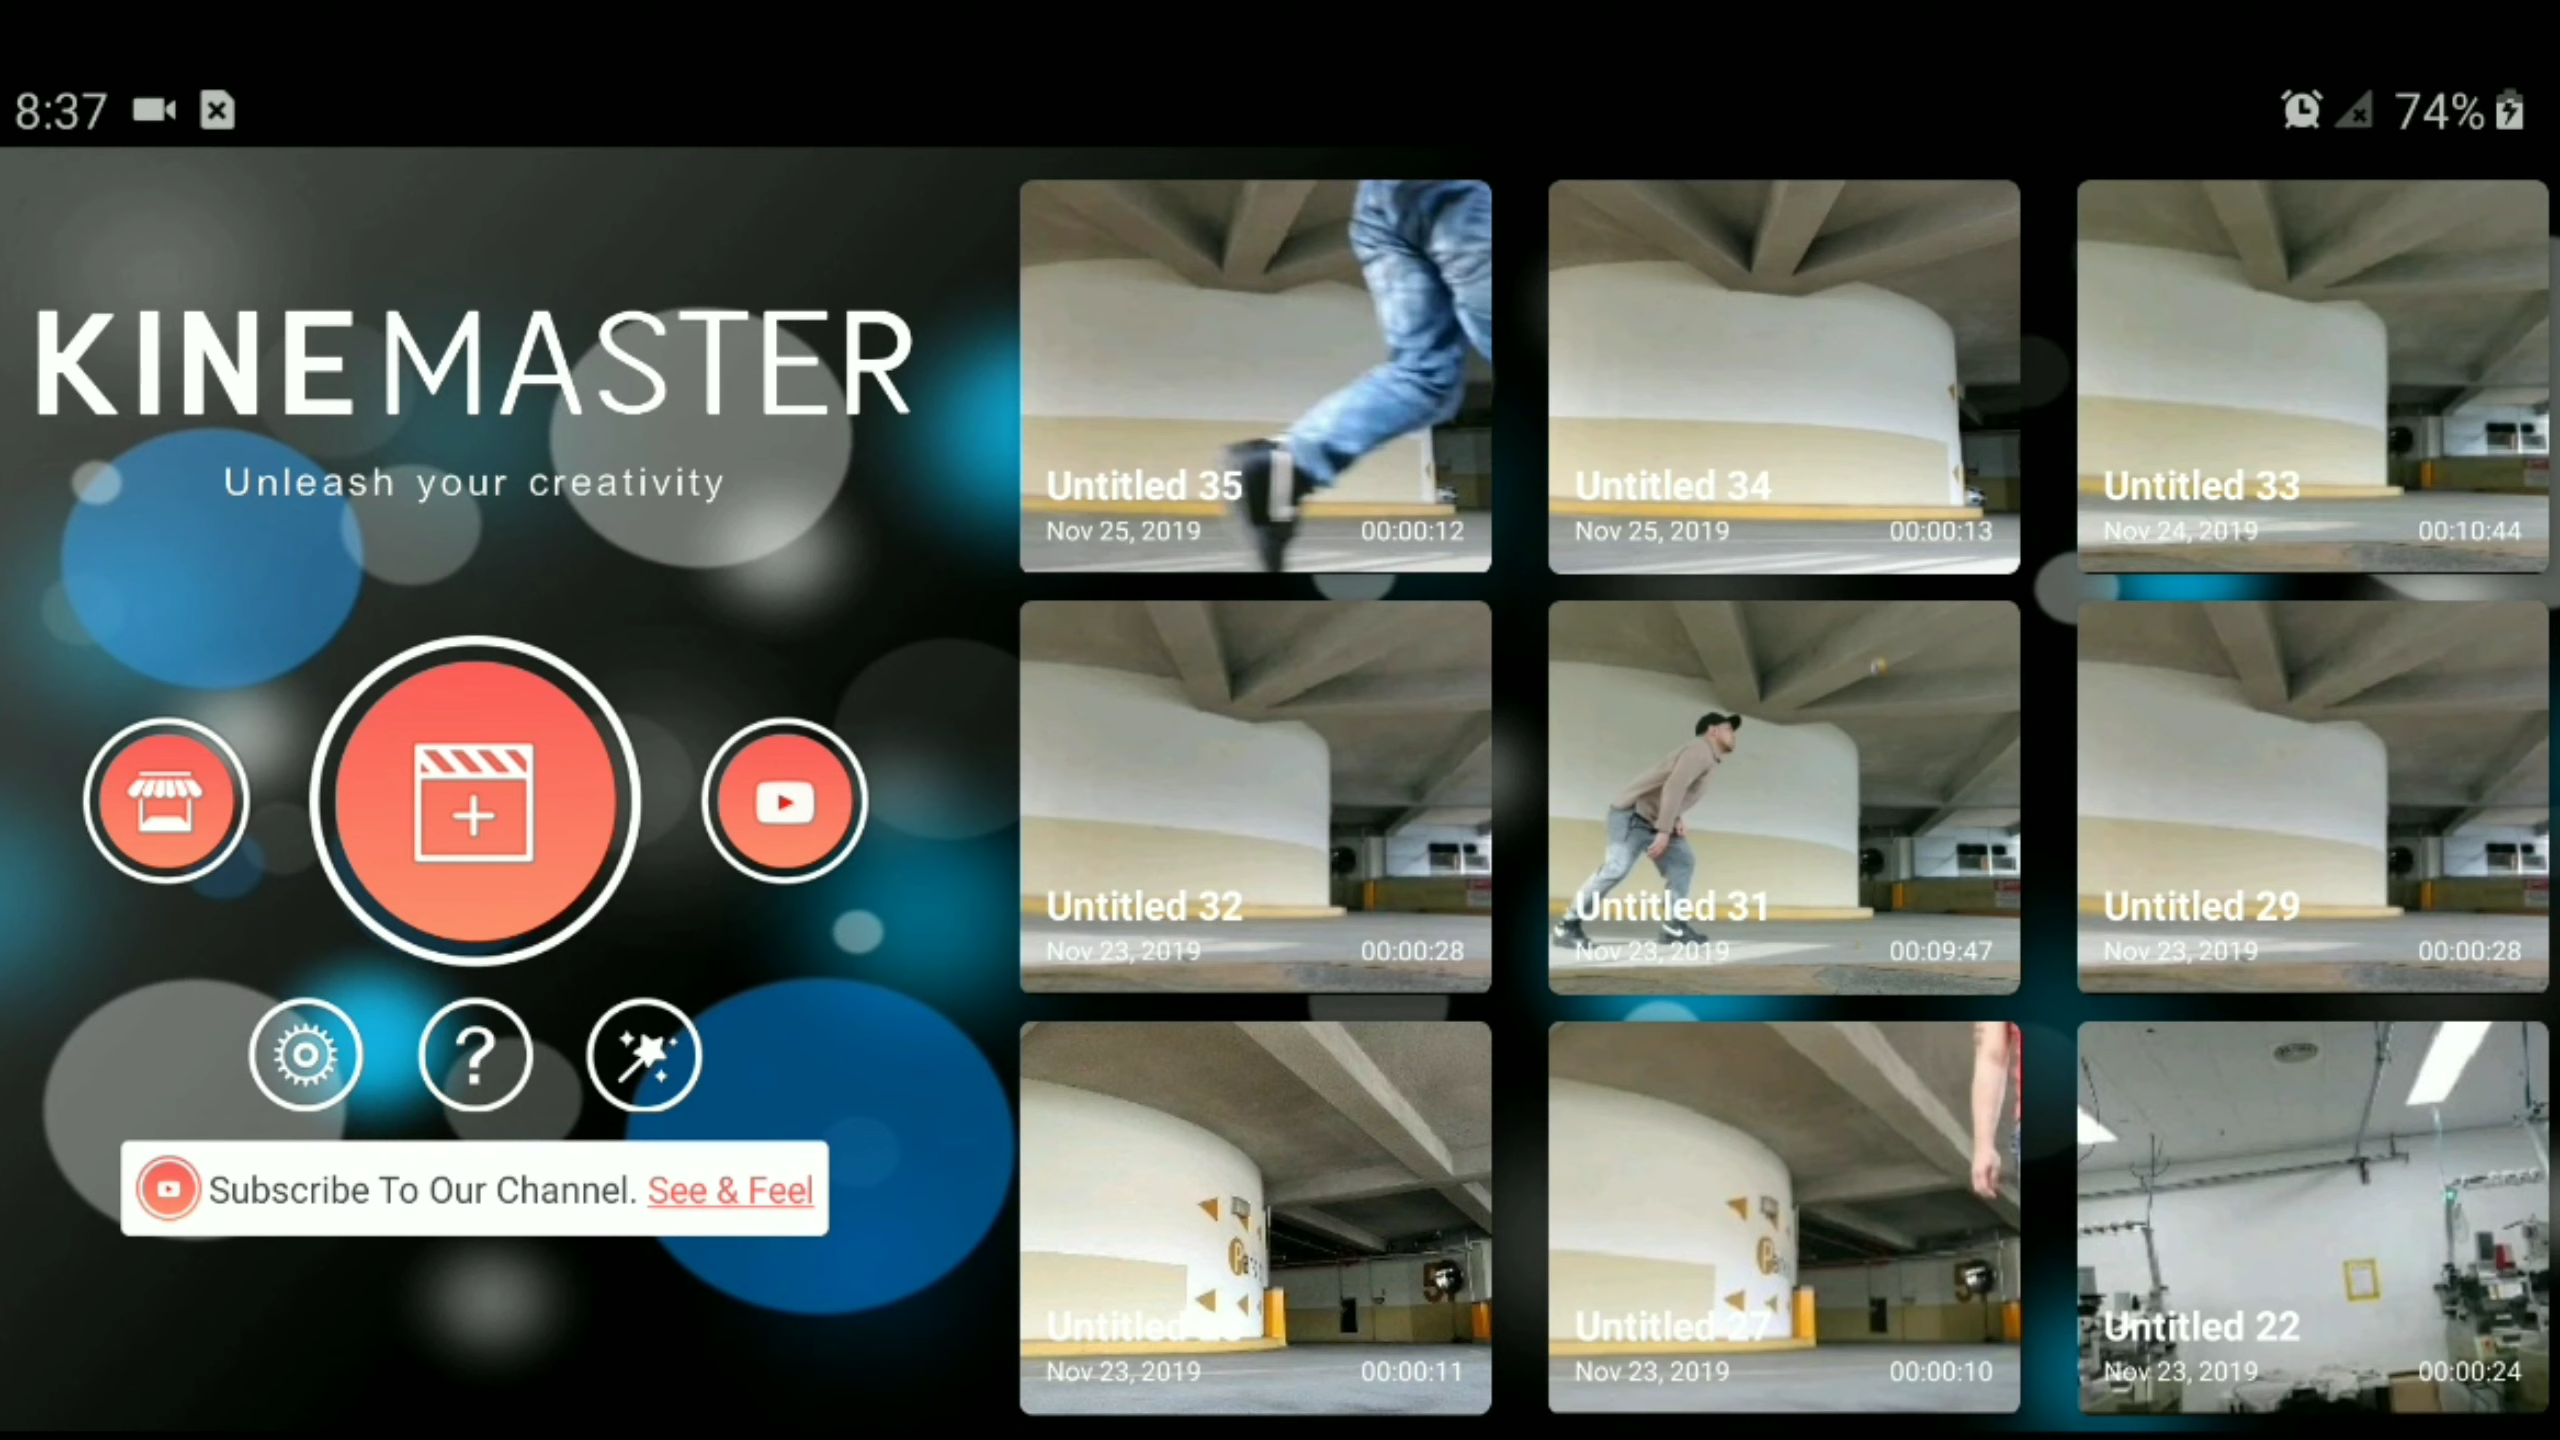 8:37
74%
KINEMASTER
Unleash your creativity
Subscribe To Our Channel. See & Feel
Untitled 35
Nov 25, 2019 00:00:12
Untitled 34
Nov 25, 2019 00:00:13
Untitled 33
Nov 24, 2019 00:10:44
Untitled 32
Nov 23, 2019 00:00:28
Untitled 31
Nov 23, 2019 00:09:47
Untitled 29
Nov 23, 2019 00:00:28
Untitled
Nov 23, 2019 00:00:11
Untitled 27
Nov 23, 2019 00:00:10
Untitled 22
Nov 23, 2019 00:00:24